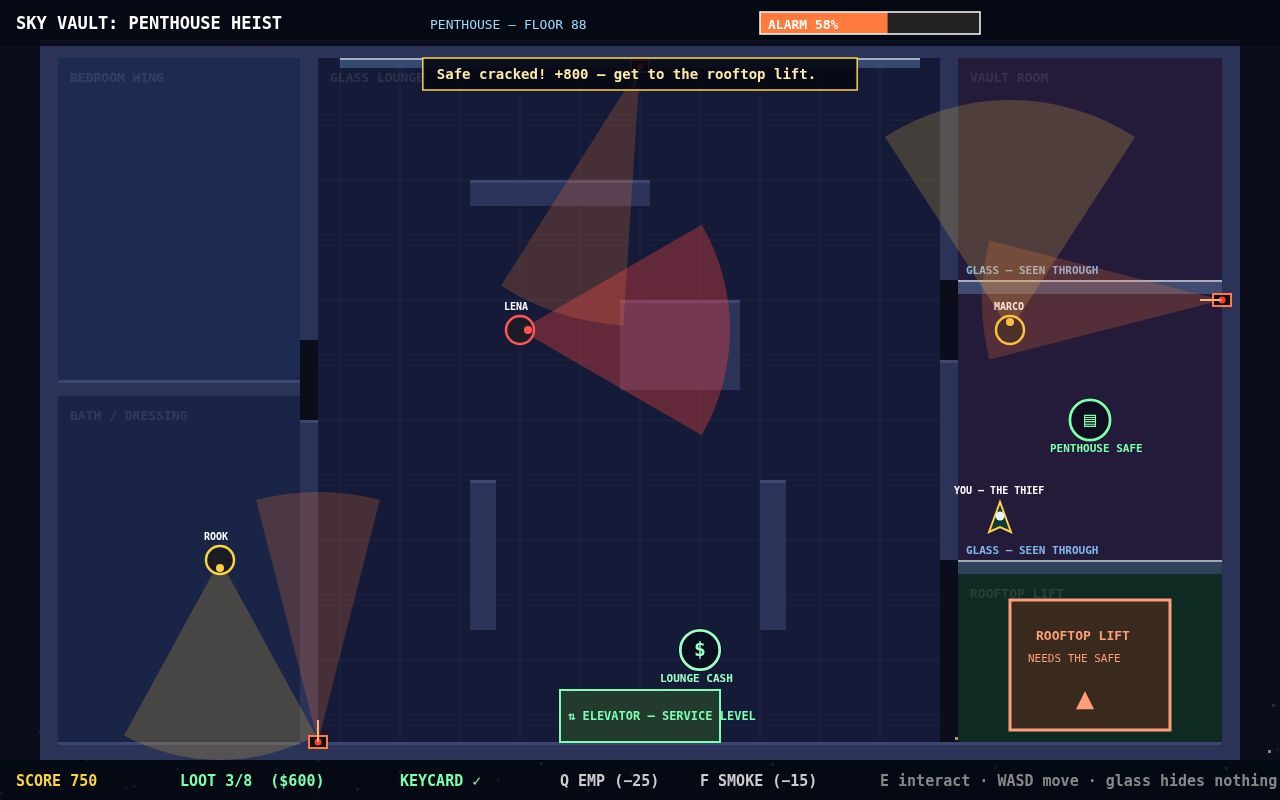 SKY VAULT: PENTHOUSE HEIST
PENTHOUSE — FLOOR 88
ALARM 58%
Safe cracked! +800 — get to the rooftop lift.
BEDROOM WING
GLASS LOUNGE
VAULT ROOM
GLASS — SEEN THROUGH
LENA
MARCO
BATH / DRESSING
PENTHOUSE SAFE
YOU — THE THIEF
ROOK
GLASS — SEEN THROUGH
ROOFTOP LIFT
ROOFTOP LIFT
NEEDS THE SAFE
$
LOUNGE CASH
⇅ ELEVATOR — SERVICE LEVEL
SCORE 750
LOOT 3/8 ($600)
KEYCARD ✓
Q EMP (−25)
F SMOKE (−15)
E interact · WASD move · glass hides nothing